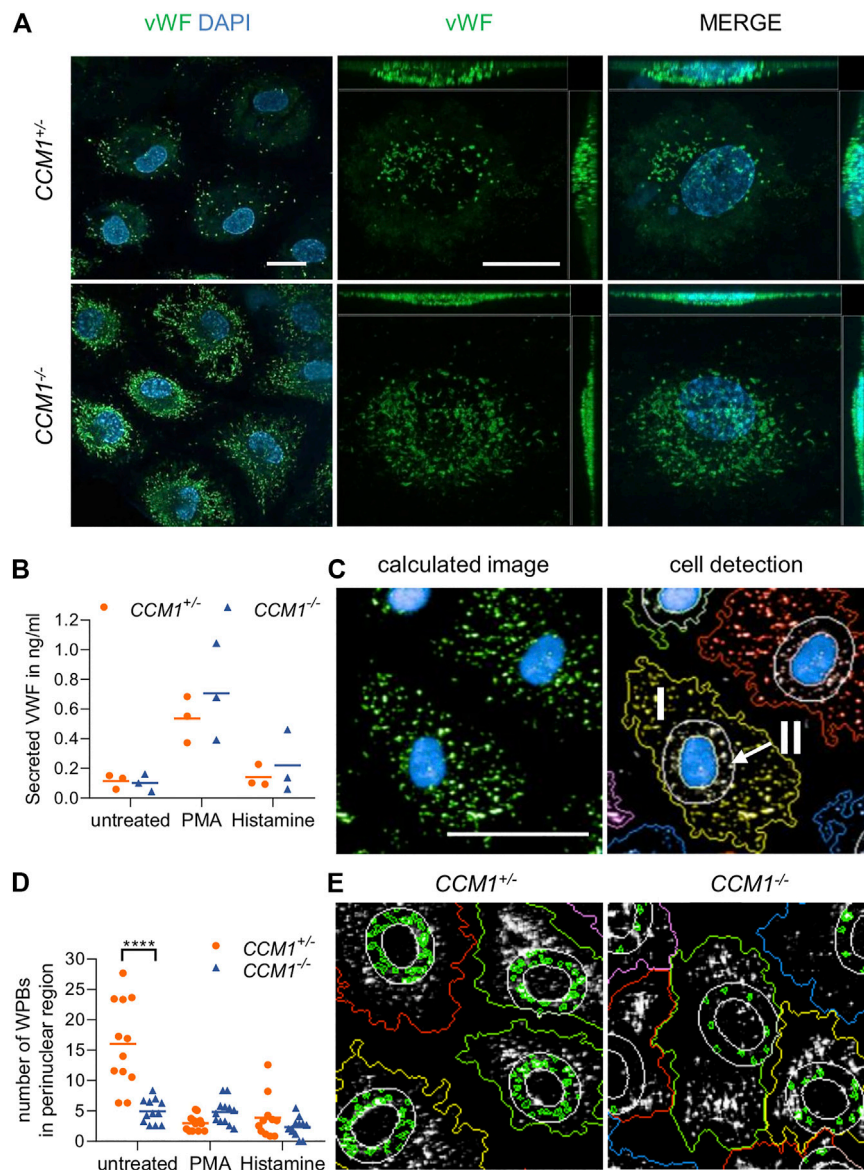 A
vWF DAPI
vWF
MERGE
CCM1+/-
CCM1-/-
B
CCM1+/-
CCM1-/-
Secreted VWF in ng/ml
1.2
1.0
0.8
0.6
0.4
0.2
0.0
untreated
PMA
Histamine
C
calculated image
cell detection
I
II
D
****
CCM1+/-
CCM1-/-
number of WPBs
in perinuclear region
30
25
20
15
10
5
0
untreated
PMA
Histamine
E
CCM1+/-
CCM1-/-